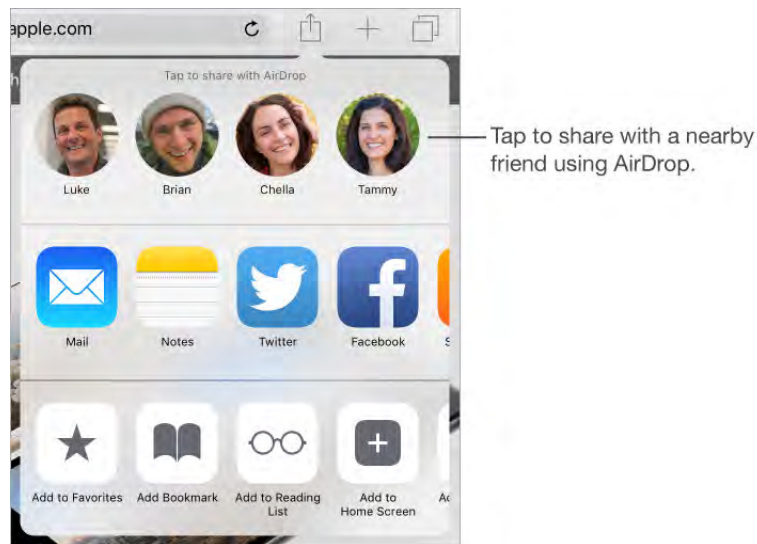 apple.com
Tap to share with AirDrop
Luke
Brian
Chella
Tammy
Tap to share with a nearby
friend using AirDrop.
Mail
Notes
Twitter
Facebook
Add to Favorites
Add Bookmark
Add to Reading
List
Add to
Home Screen